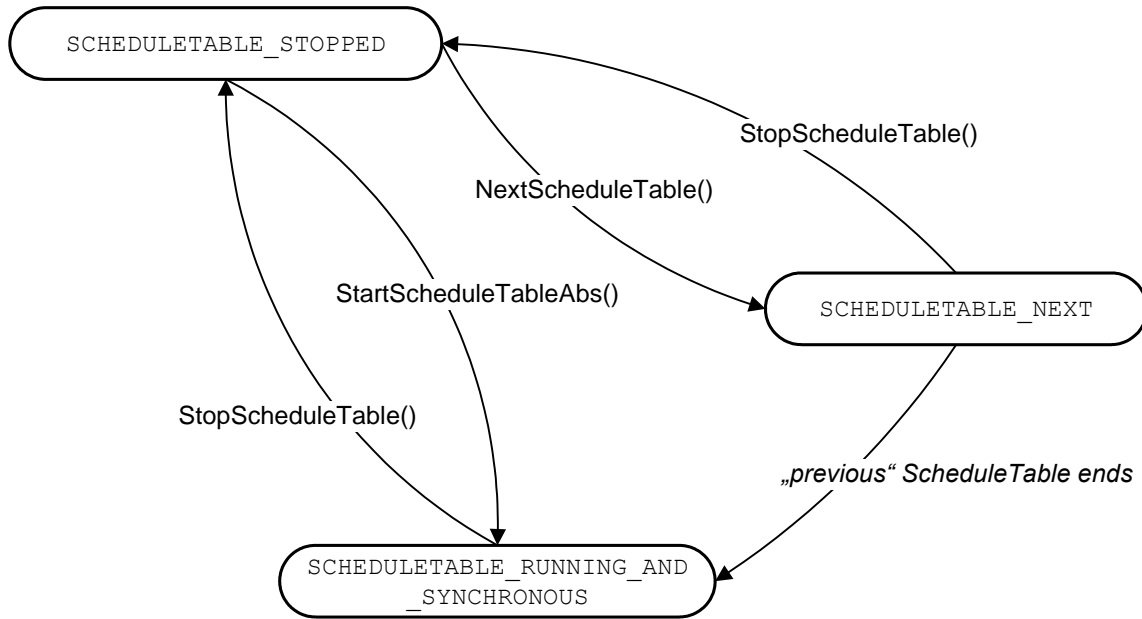 SCHEDULETABLE_STOPPED
StopScheduleTable()
NextScheduleTable()
StartScheduleTableAbs()
SCHEDULETABLE_NEXT
StopScheduleTable()
„previous“ ScheduleTable ends
SCHEDULETABLE_RUNNING_AND
_SYNCHRONOUS